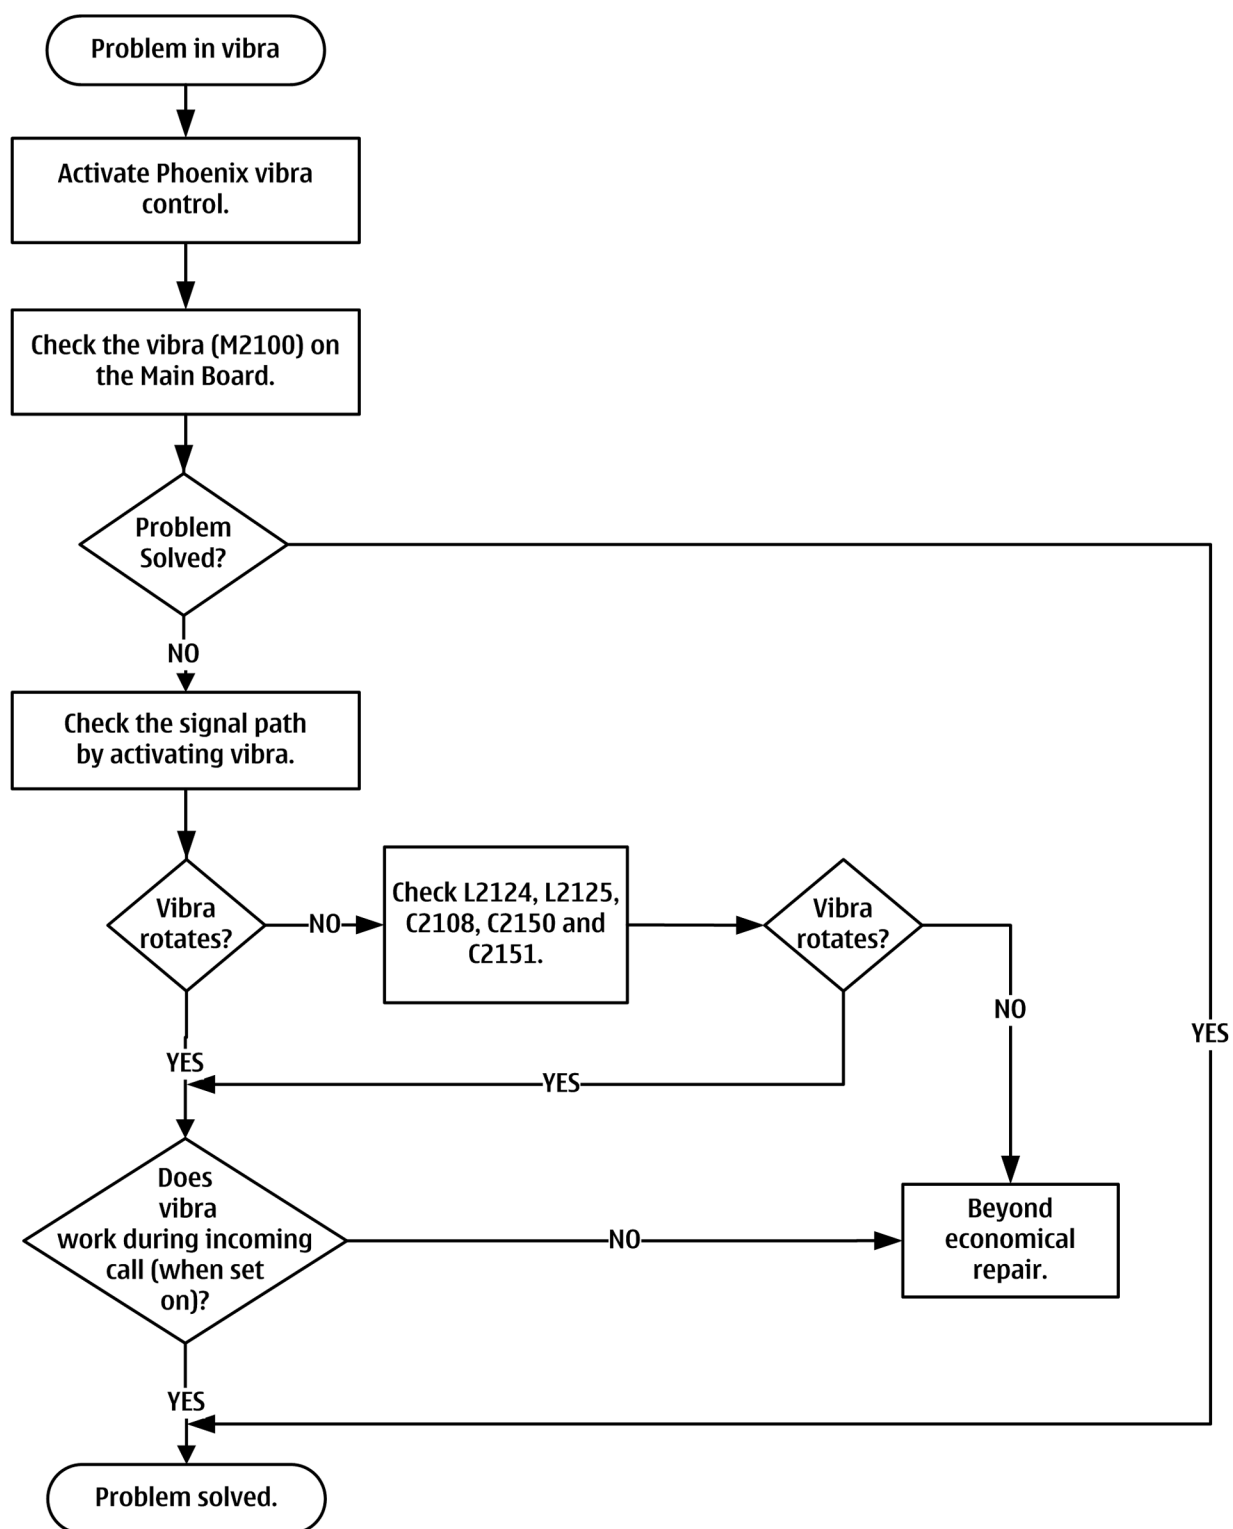 Problem in vibra
Activate Phoenix vibra
control.
Check the vibra (M2100) on
the Main Board.
Problem
Solved?
NO
YES
Check the signal path
by activating vibra.
Vibra
rotates?
NO
Check L2124, L2125,
C2108, C2150 and
C2151.
Vibra
rotates?
NO
YES
YES
Does
vibra
work during incoming
call (when set
on)?
NO
Beyond
economical
repair.
YES
Problem solved.